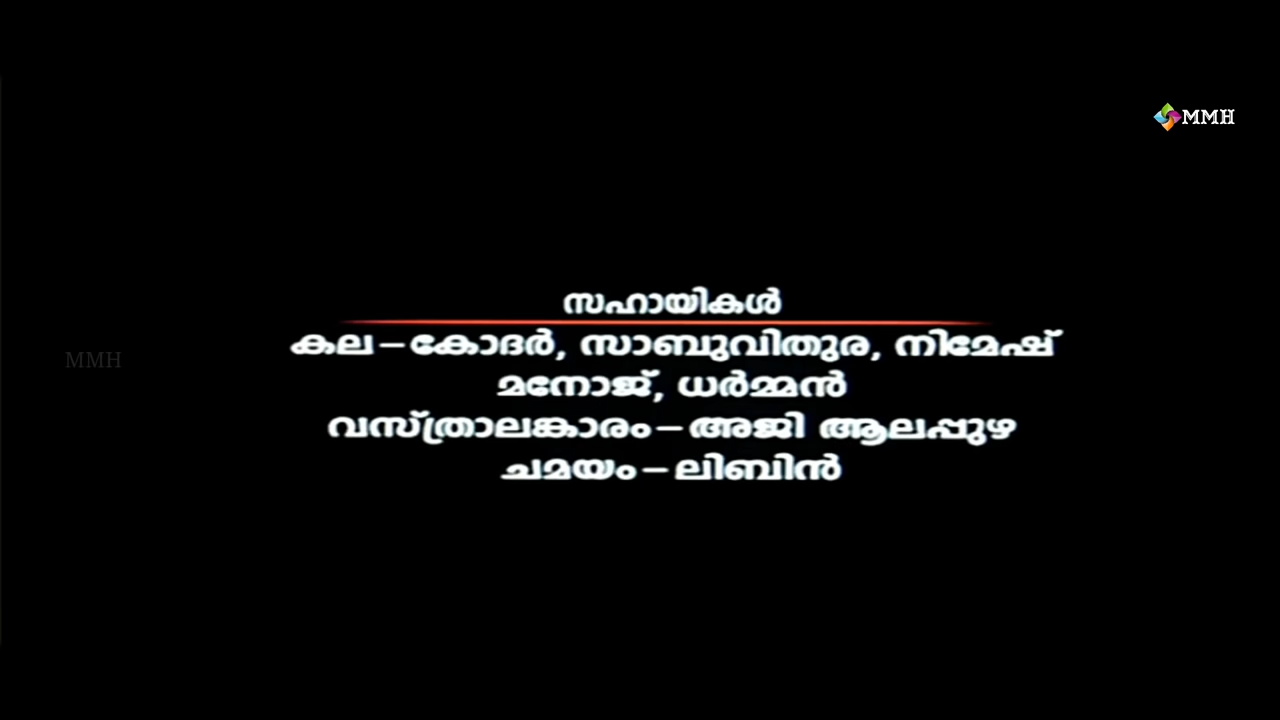 MMH
സഹായികൾ
കല – കോദർ, സാബുവിതുര, നിമേഷ്
MMH
മനോജ്, ധർമ്മൻ
വസ്ത്രാലങ്കാരം – അജി ആലപ്പുഴ
ചമയം – ലിബിൻ